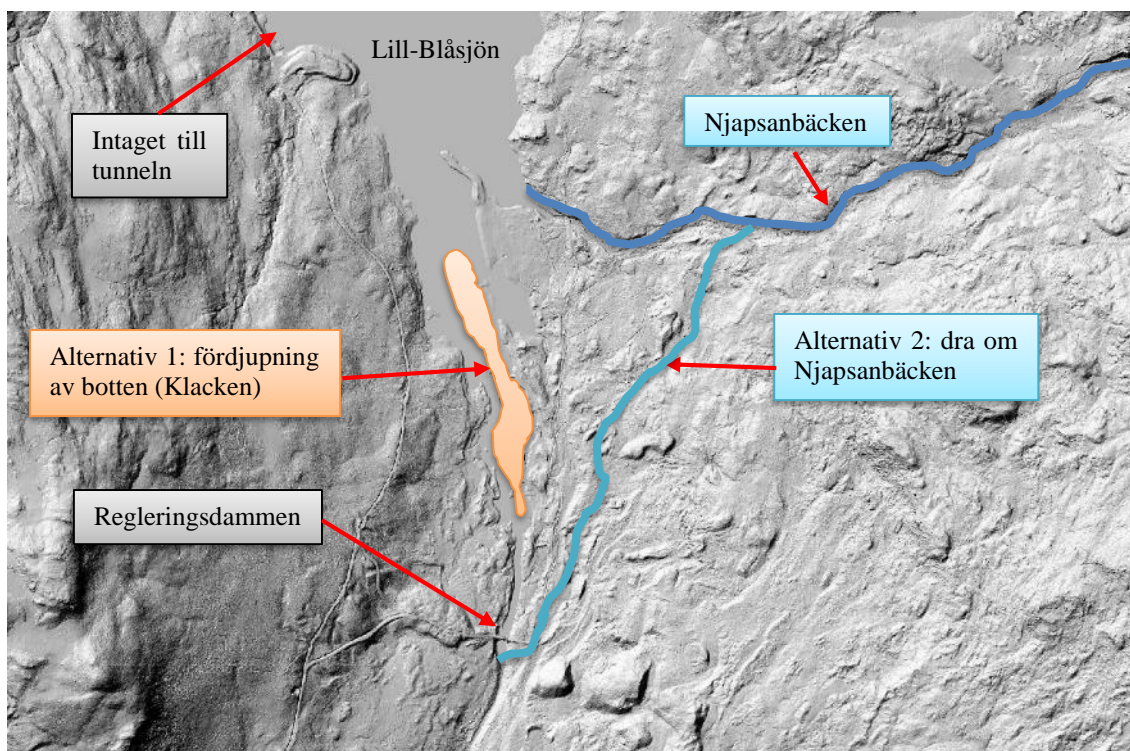 Lill-Blåsjön
Intaget till
tunneln
Njapsanbäcken
Alternativ 1: fördjupning
av botten (Klacken)
Alternativ 2: dra om
Njapsanbäcken
Regleringsdammen